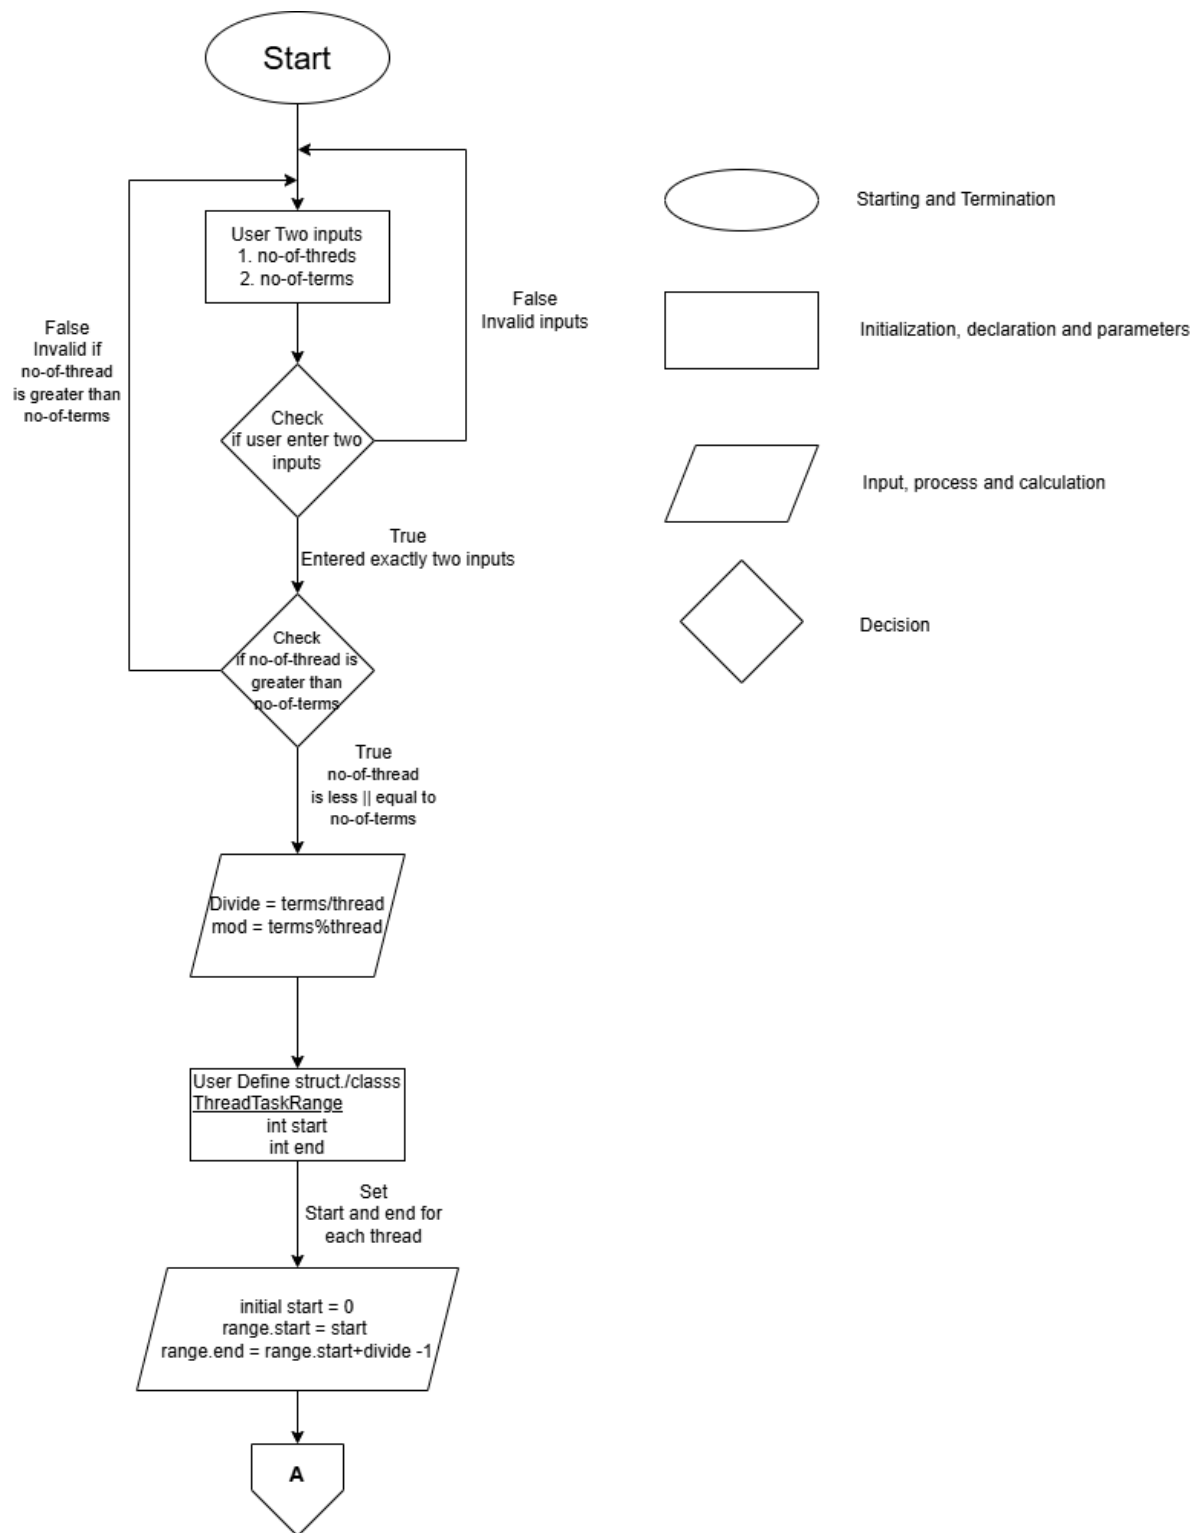 Start
User Two inputs
1. no-of-threds
2. no-of-terms
False
Invalid inputs
False
Invalid if
no-of-thread
is greater than
no-of-terms
Check
if user enter two
inputs
True
Entered exactly two inputs
Check
if no-of-thread is
greater than
no-of-terms
True
no-of-thread
is less || equal to
no-of-terms
Divide = terms/thread
mod = terms%thread
User Define struct./classs
ThreadTaskRange
int start
int end
Set
Start and end for
each thread
initial start = 0
range.start = start
range.end = range.start+divide -1
A
Starting and Termination
Initialization, declaration and parameters
Input, process and calculation
Decision